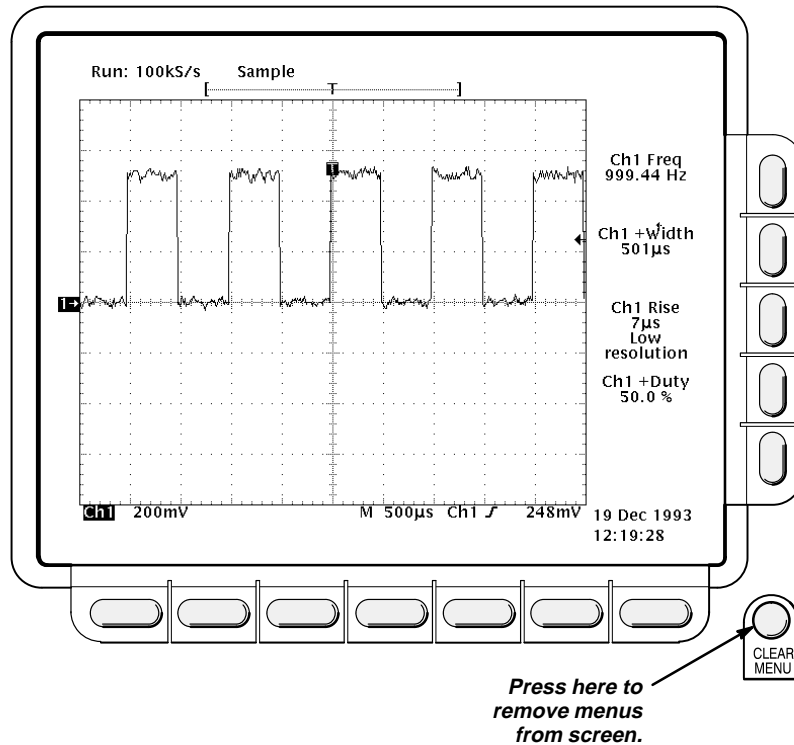 Run: 100kS/s Sample
T
Ch1 Freq
999.44 Hz
Ch1 +Width
501µs
Ch1 Rise
7µs
Low
resolution
Ch1 +Duty
50.0 %
1
Ch1 200mV M 500µs Ch1 248mV
19 Dec 1993
12:19:28
CLEAR
MENU
Press here to
remove menus
from screen.